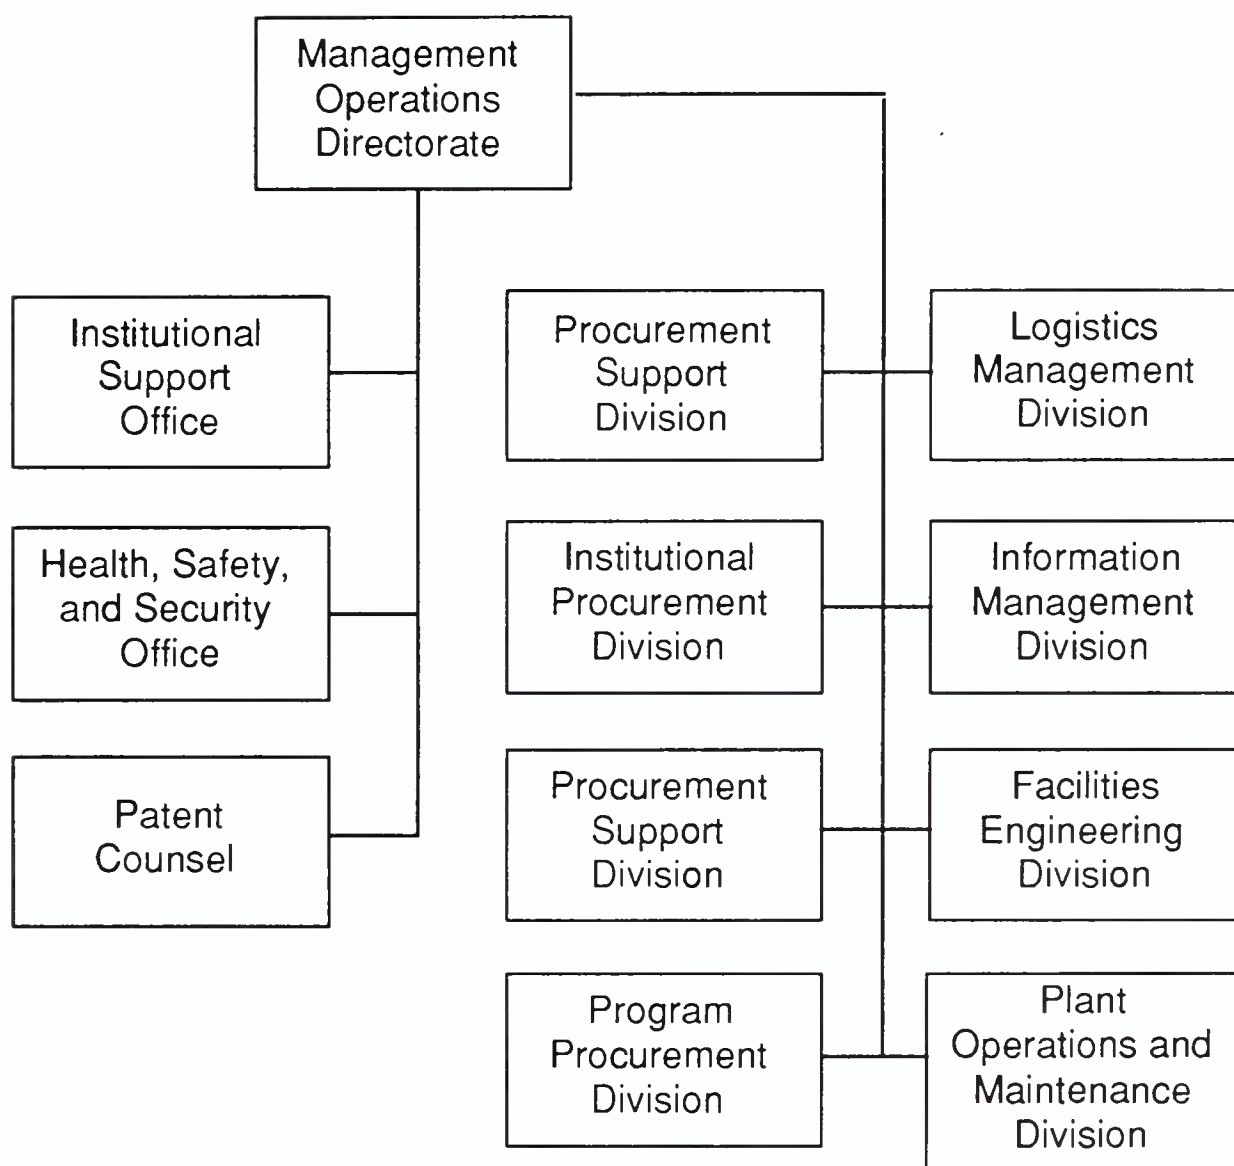 Management
Operations
Directorate
Institutional
Support
Office
Procurement
Support
Division
Logistics
Management
Division
Health, Safety,
and Security
Office
Institutional
Procurement
Division
Information
Management
Division
Patent
Counsel
Procurement
Support
Division
Facilities
Engineering
Division
Program
Procurement
Division
Plant
Operations and
Maintenance
Division